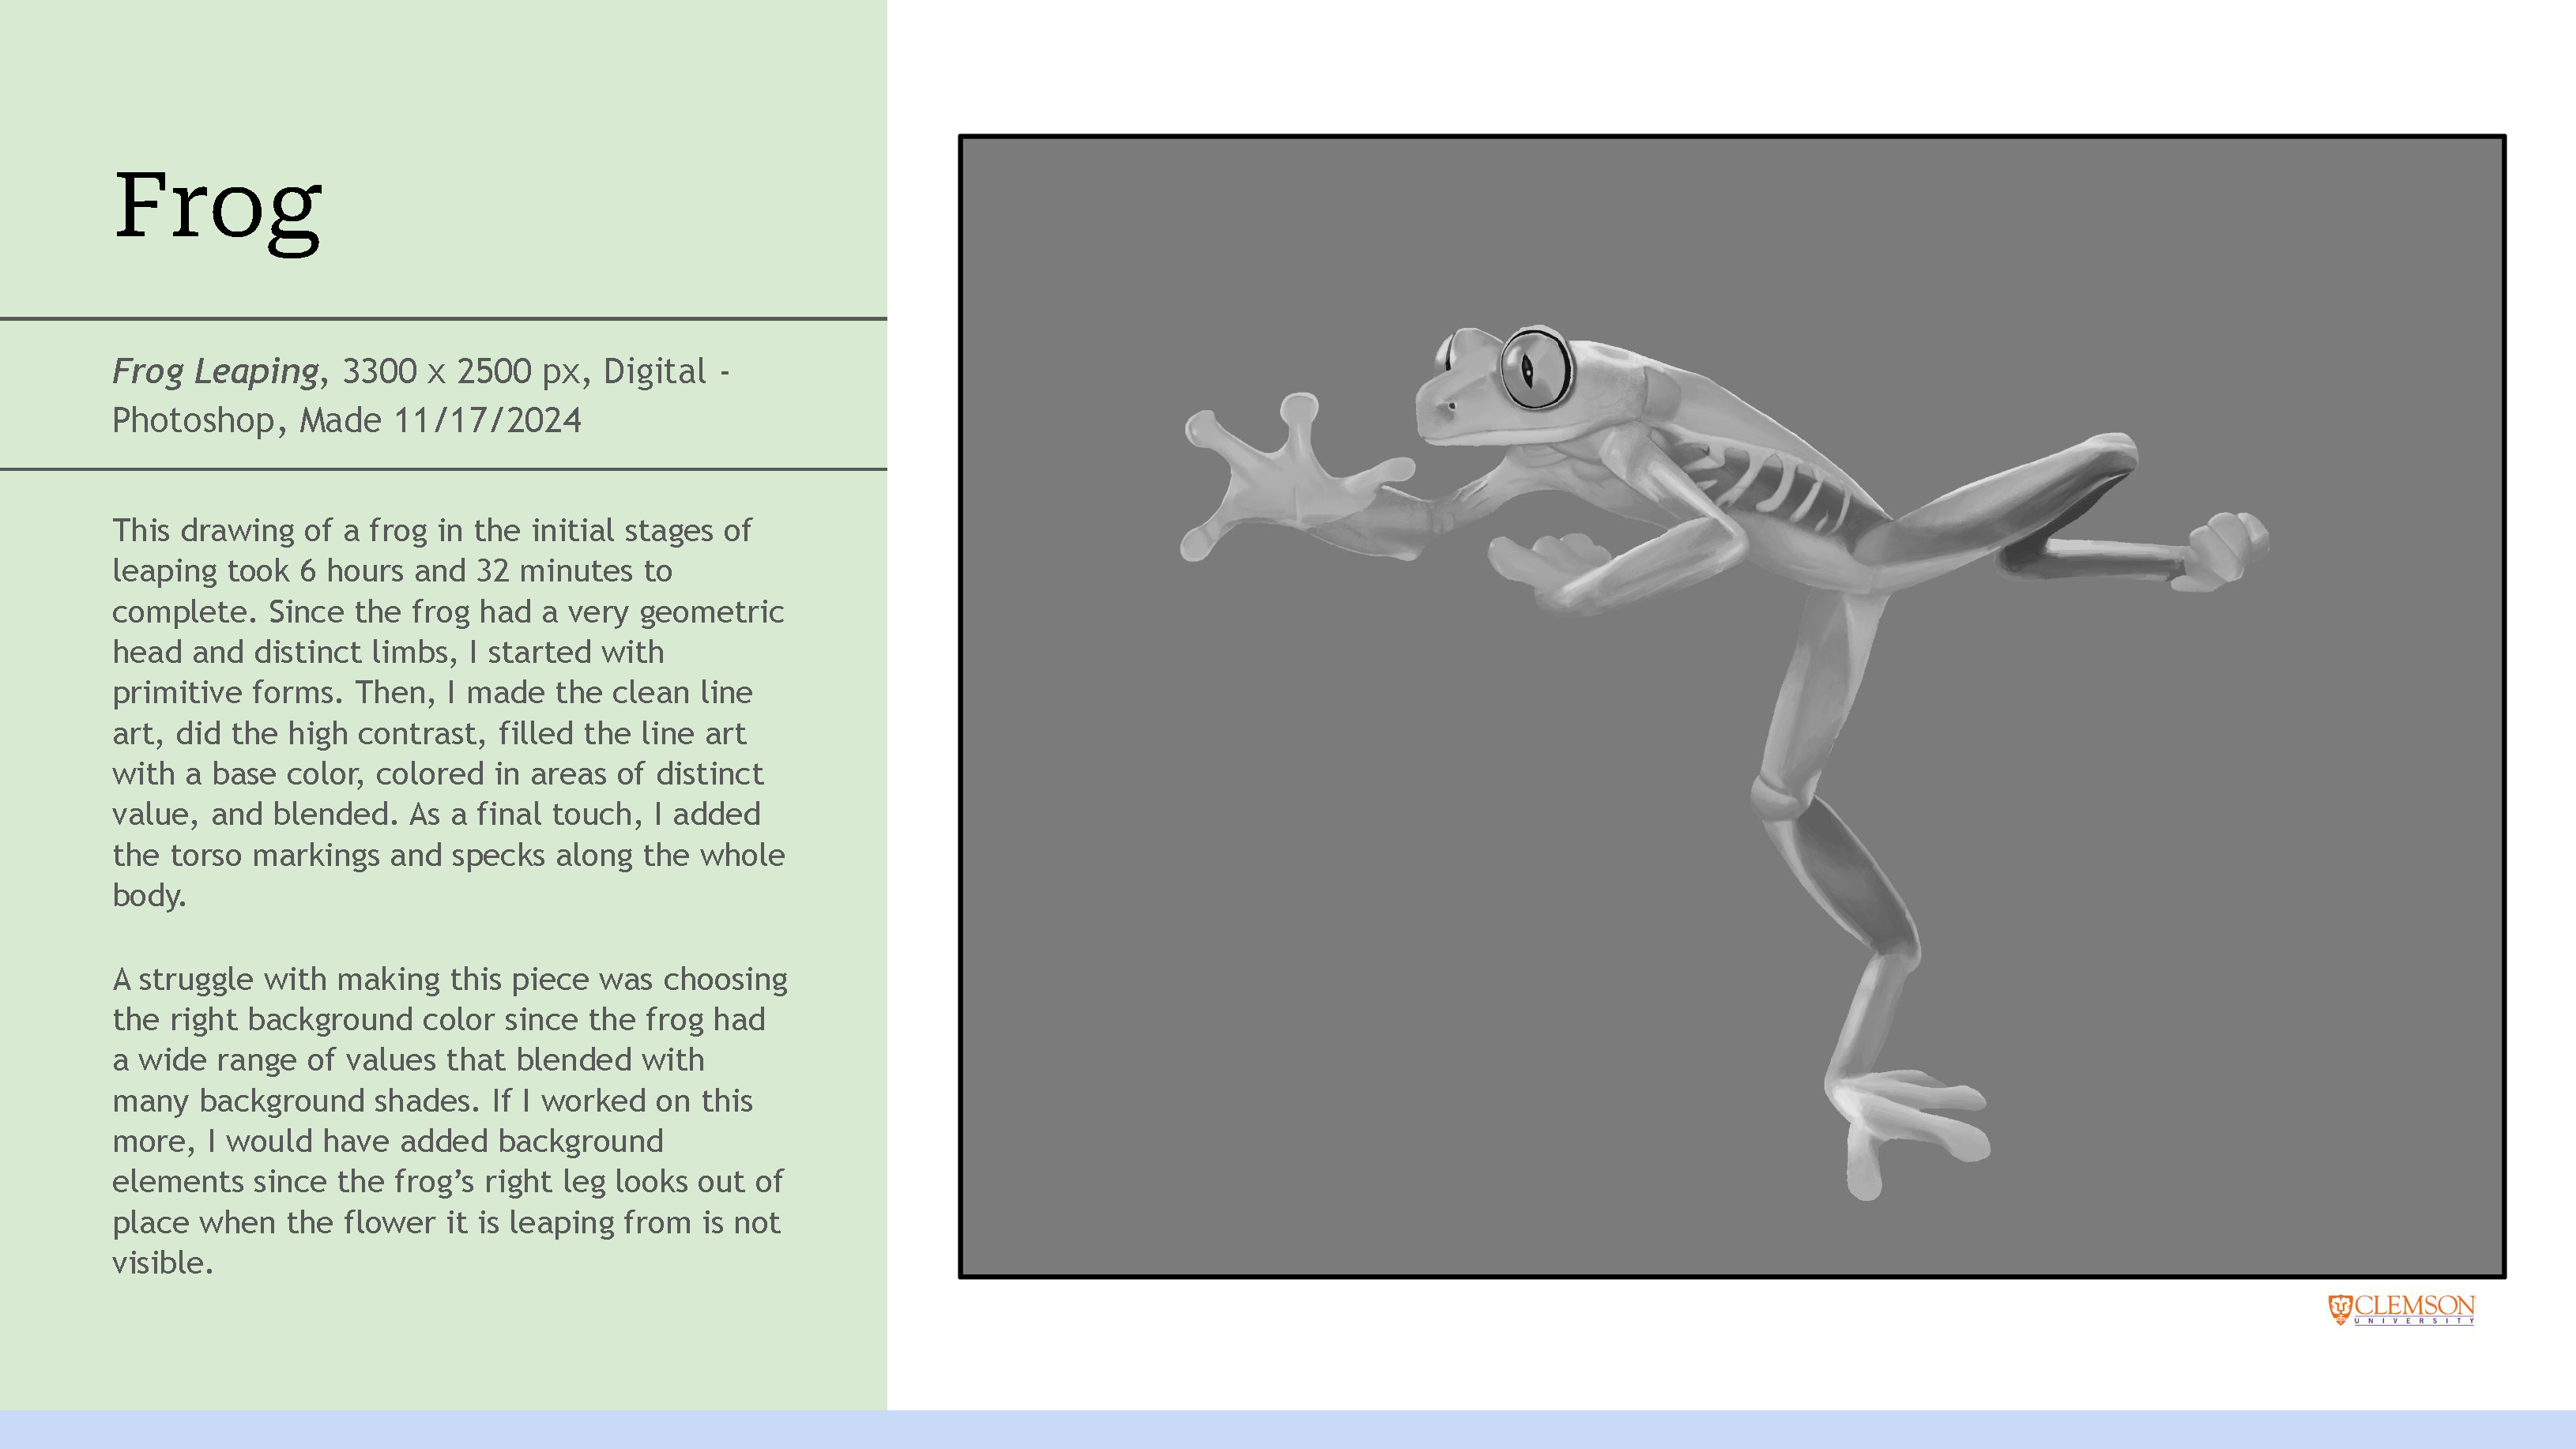 Frog
Frog Leaping, 3300 x 2500 px, Digital -
Photoshop, Made 11/17/2024
This drawing of a frog in the initial stages of
leaping took 6 hours and 32 minutes to
complete. Since the frog had a very geometric
head and distinct limbs, I started with
primitive forms. Then, I made the clean line
art, did the high contrast, filled the line art
with a base color, colored in areas of distinct
value, and blended. As a final touch, I added
the torso markings and specks along the whole
body.
A struggle with making this piece was choosing
the right background color since the frog had
a wide range of values that blended with
many background shades. If I worked on this
more, I would have added background
elements since the frog’s right leg looks out of
place when the flower it is leaping from is not
visible.
CLEMSON
UNIVERSITY